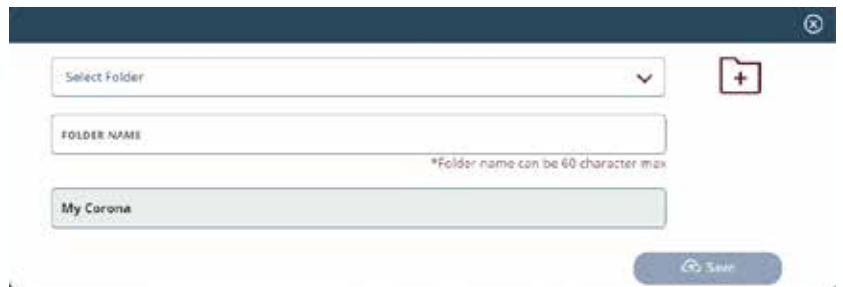 Select Folder
FOLDER NAME
*Folder name can be 60 character max
My Corona
Save